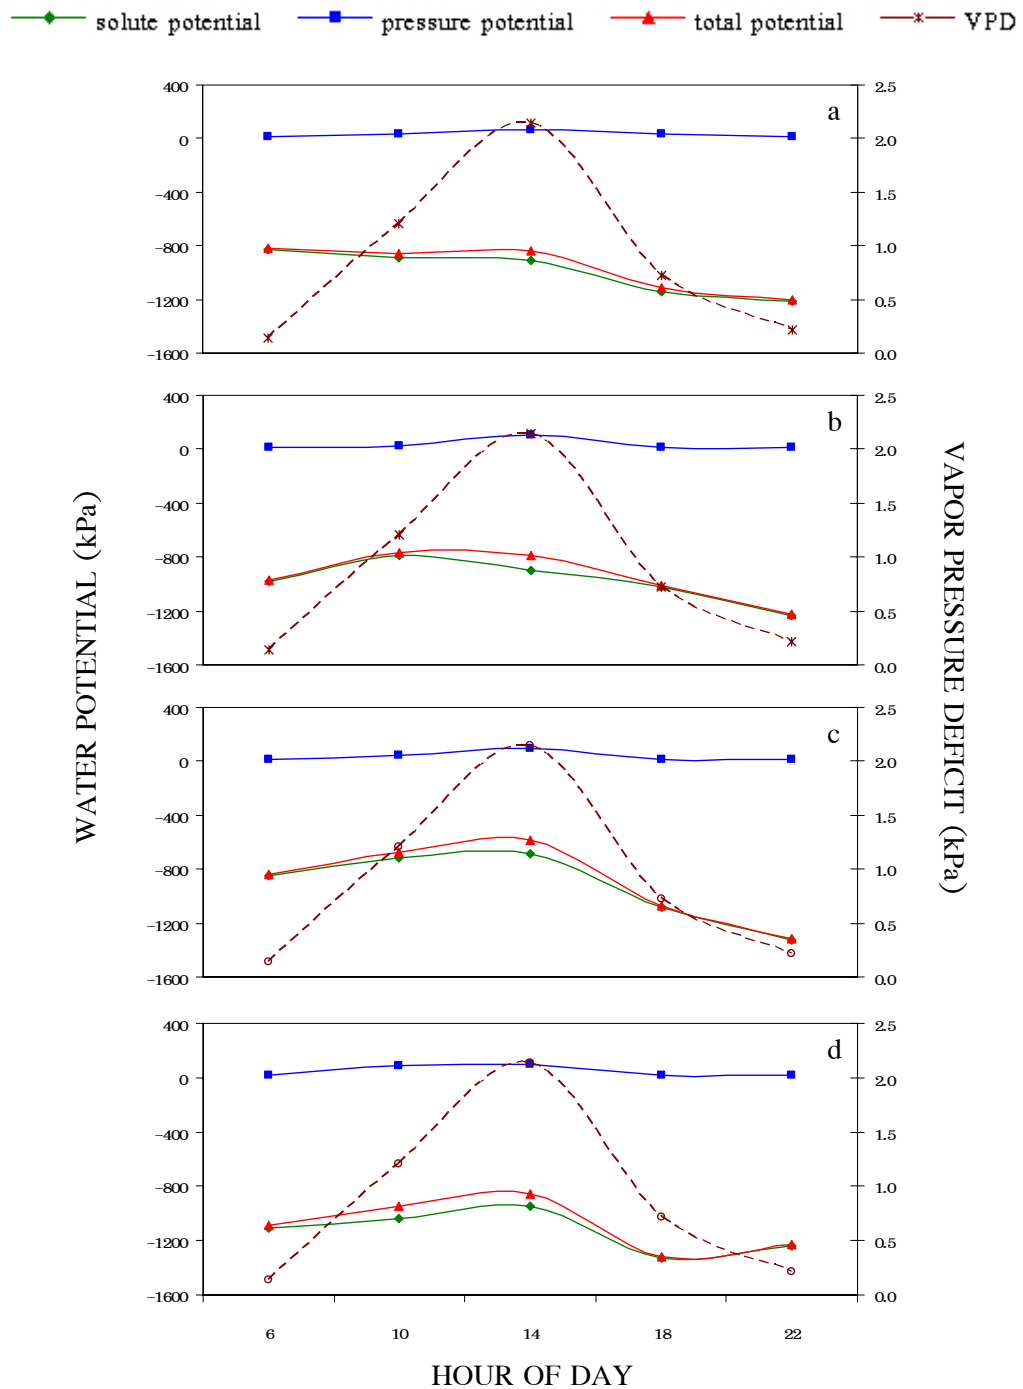 solute potential pressure potential total potential VPD
a
400 2.5
0 2.0
−400 1.5
−800 1.0
−1200 0.5
−1600 0.0
b
400 2.5
0 2.0
−400 1.5
−800 1.0
−1200 0.5
−1600 0.0
c
400 2.5
0 2.0
−400 1.5
−800 1.0
−1200 0.5
−1600 0.0
d
400 2.5
0 2.0
−400 1.5
−800 1.0
−1200 0.5
−1600 0.0
WATER POTENTIAL (kPa)
VAPOR PRESSURE DEFICIT (kPa)
6 10 14 18 22
HOUR OF DAY